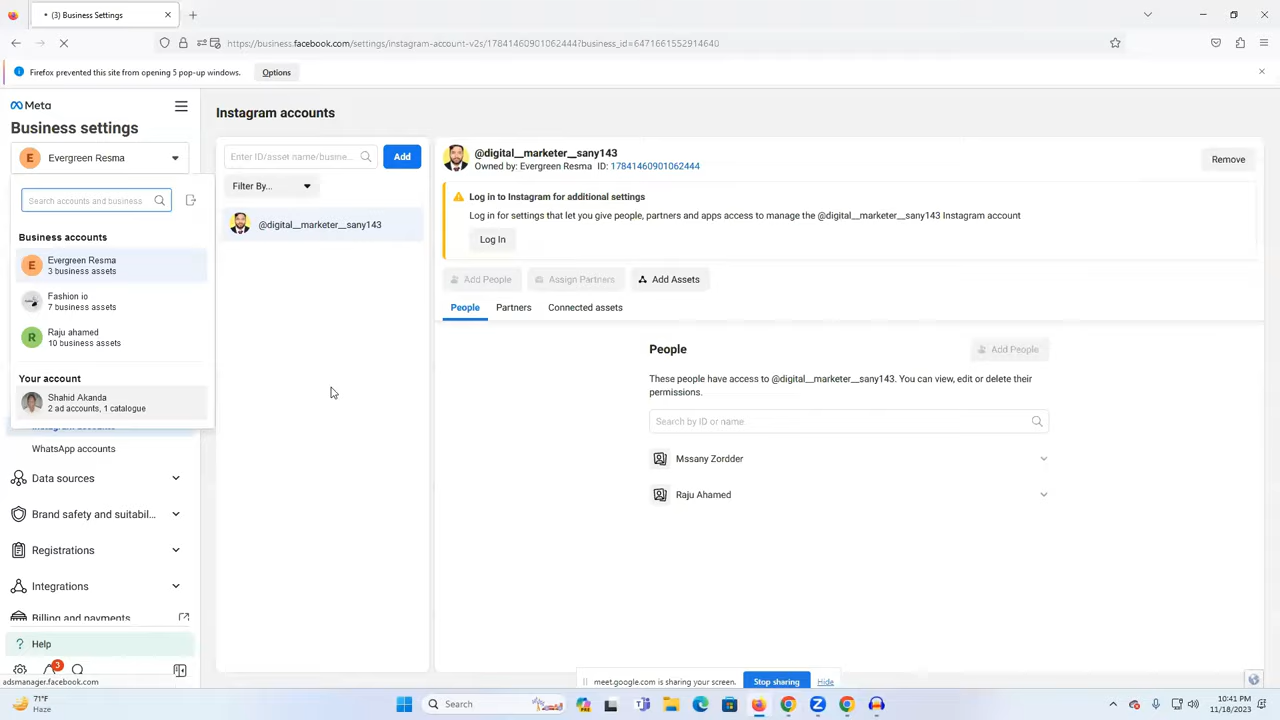 (3) Business Settings
https://business.facebook.com/settings/instagram-account-v2s/17841460901062444?business_id=6471661552914640
Firefox prevented this site from opening 5 pop-up windows.
Options
Meta
Business settings
E
Evergreen Resma
Search accounts and business
Business accounts
E
Evergreen Resma
3 business assets
Fashion io
7 business assets
R
Raju ahamed
10 business assets
Your account
Shahid Akanda
2 ad accounts, 1 catalogue
WhatsApp accounts
Data sources
Brand safety and suitabil...
Registrations
Integrations
Billing and payments
? Help
3
adsmanager.facebook.com
Instagram accounts
Enter ID/asset name/busine...
Add
Filter By...
@digital__marketer__sany143
@digital__marketer__sany143
Owned by: Evergreen Resma ID: 17841460901062444
Remove
Log in to Instagram for additional settings
Log in for settings that let you give people, partners and apps access to manage the @digital__marketer__sany143 Instagram account
Log In
Add People
Assign Partners
Add Assets
People
Partners
Connected assets
People
Add People
These people have access to @digital__marketer__sany143. You can view, edit or delete their
permissions.
Search by ID or name.
Mssany Zordder
Raju Ahamed
meet.google.com is sharing your screen.
Stop sharing
Hide
71°F
Haze
Search
10:41 PM
11/18/2023